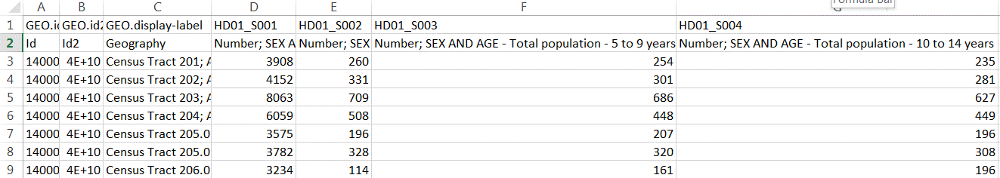 Formula Bar
A B C D E F G
1 GEO.id GEO.id2 GEO.display-label HD01_S001 HD01_S002 HD01_S003 HD01_S004
2 Id Id2 Geography Number; SEX A Number; SEX Number; SEX AND AGE - Total population - 5 to 9 years Number; SEX AND AGE - Total population - 10 to 14 years
3 14000 4E+10 Census Tract 201; A 3908 260 254 235
4 14000 4E+10 Census Tract 202; A 4152 331 301 281
5 14000 4E+10 Census Tract 203; A 8063 709 686 627
6 14000 4E+10 Census Tract 204; A 6059 508 448 449
7 14000 4E+10 Census Tract 205.0 3575 196 207 196
8 14000 4E+10 Census Tract 205.0 3782 328 320 308
9 14000 4E+10 Census Tract 206.0 3234 114 161 196